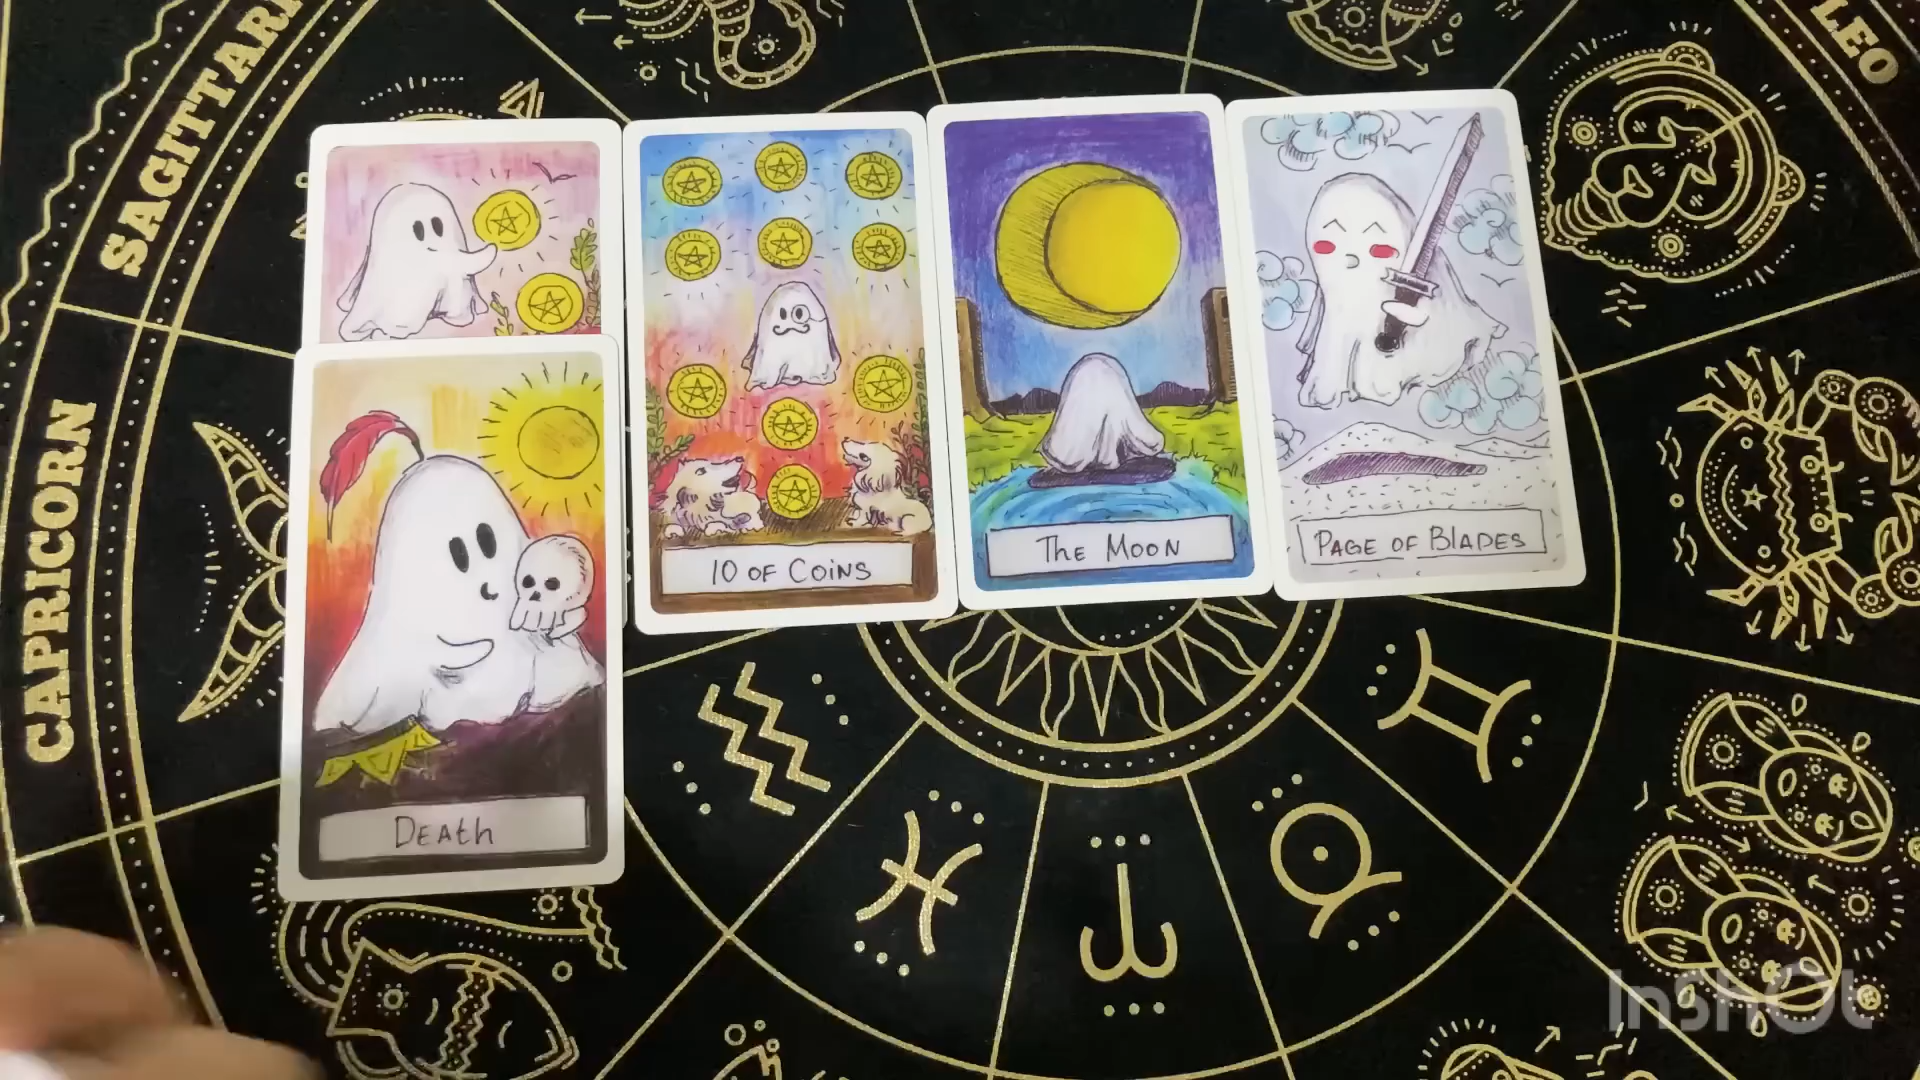 SAGITTARI
LEO
CAPRICORN
10 OF COINS
THE MOON
PAGE OF BLADES
DEAth
InShOt